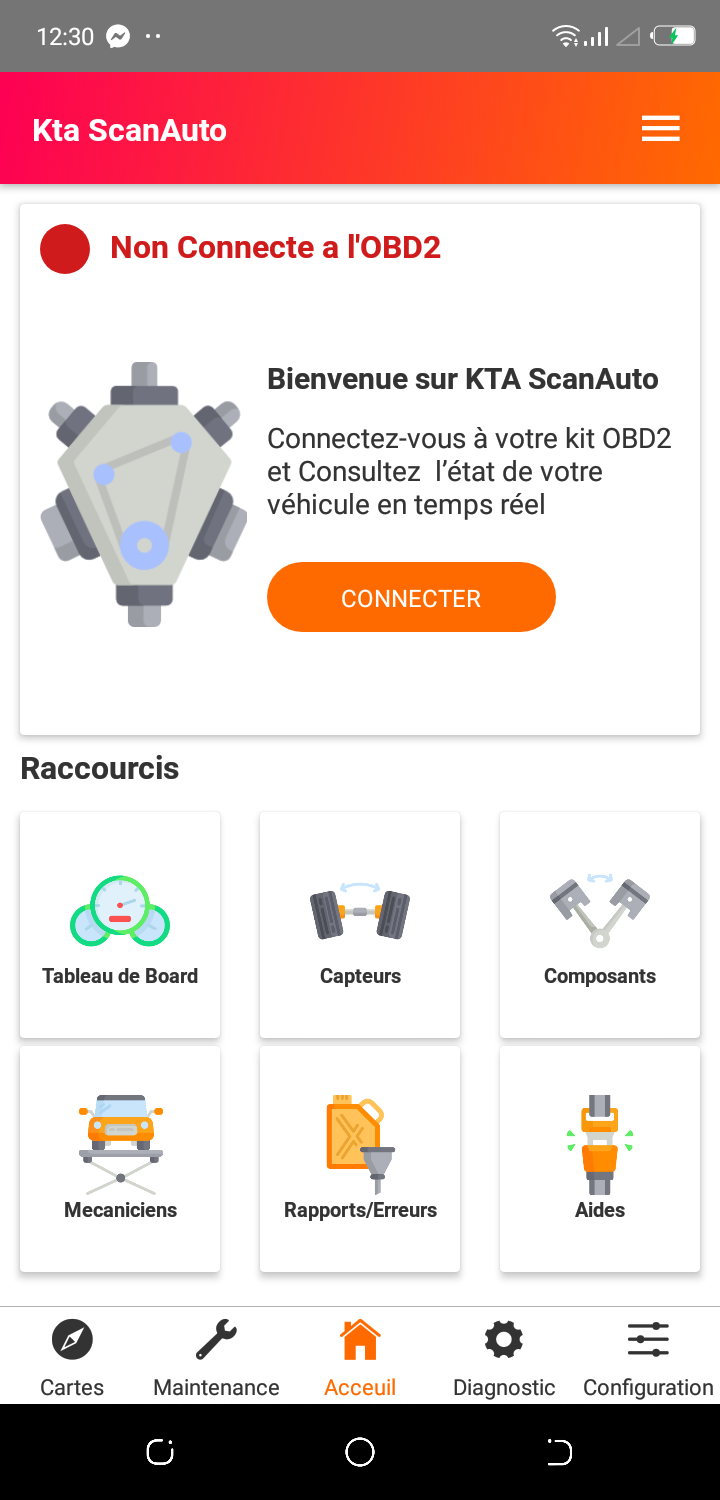 12:30
Kta ScanAuto
Non Connecte a l'OBD2
Bienvenue sur KTA ScanAuto
Connectez-vous à votre kit OBD2
et Consultez  l’état de votre
véhicule en temps réel
CONNECTER
Raccourcis
Tableau de Board
Capteurs
Composants
Mecaniciens
Rapports/Erreurs
Aides
Cartes
Maintenance
Acceuil
Diagnostic
Configuration